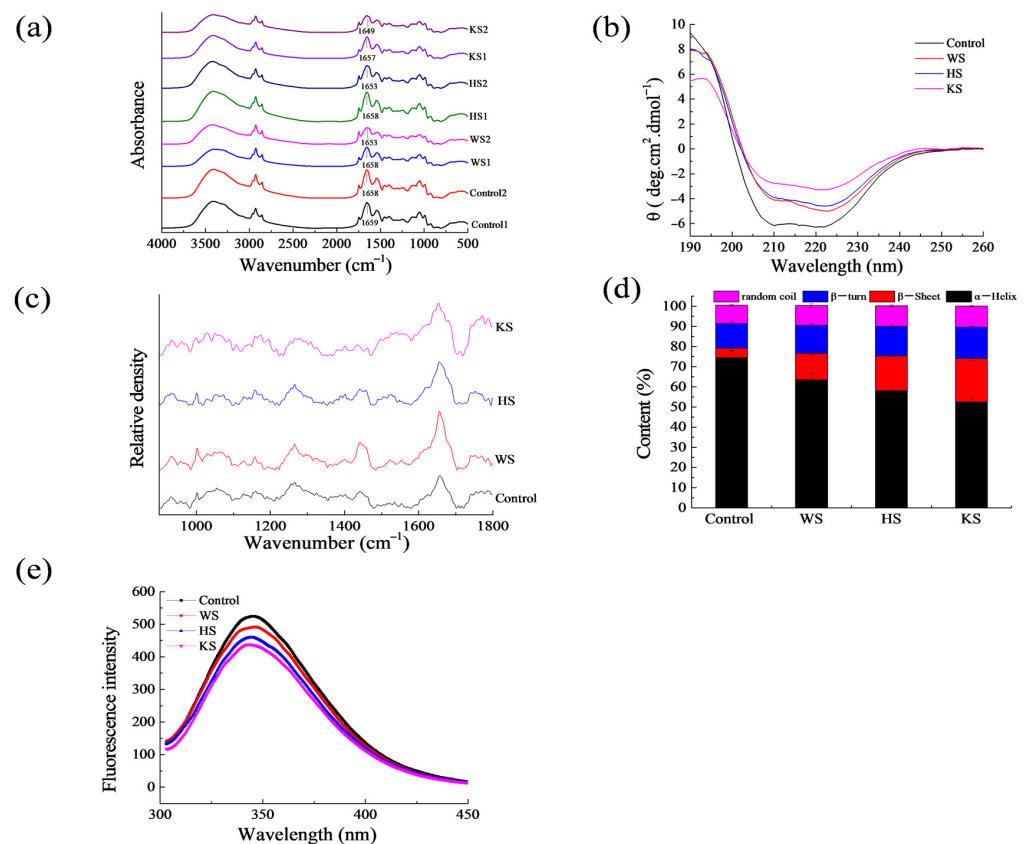 (a)
Absorbance
KS2
1649
KS1
1657
HS2
1653
HS1
1658
WS2
1653
WS1
1658
Control2
1658
Control1
1659
4000 3500 3000 2500 2000 1500 1000 500
Wavenumber (cm⁻¹)
(b)
θ ( deg.cm².dmol⁻¹)
10
8
6
4
2
0
−2
−4
−6
Control
WS
HS
KS
190 200 210 220 230 240 250 260
Wavelength (nm)
(c)
Relative density
KS
HS
WS
Control
1000 1200 1400 1600 1800
Wavenumber (cm⁻¹)
(d)
random coil β−turn β−Sheet α−Helix
Content (%)
100
90
80
70
60
50
40
30
20
10
0
Control WS HS KS
(e)
Fluorescence intensity
600
500
400
300
200
100
0
Control
WS
HS
KS
300 350 400 450
Wavelength (nm)